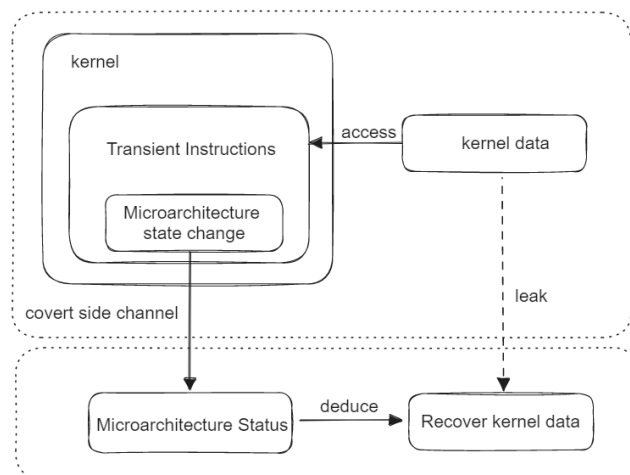 kernel
Transient Instructions
access
kernel data
Microarchitecture
state change
leak
covert side channel
Microarchitecture Status
deduce
Recover kernel data